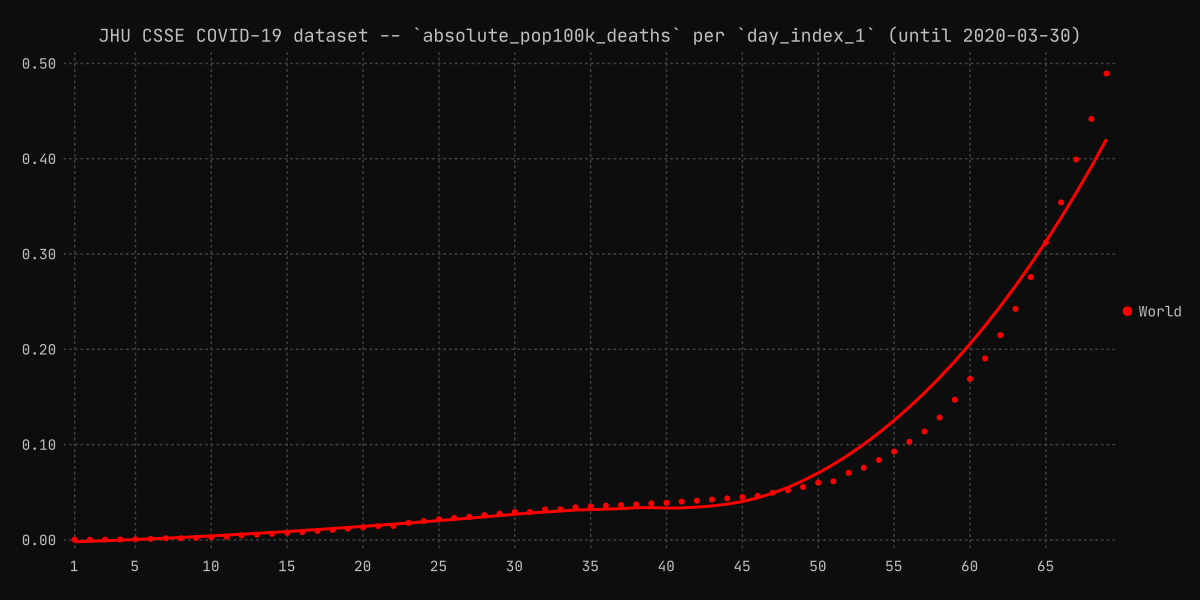 JHU CSSE COVID-19 dataset -- `absolute_pop100k_deaths` per `day_index_1` (until 2020-03-30)
0.50
0.40
0.30
0.20
0.10
0.00
World
1 5 10 15 20 25 30 35 40 45 50 55 60 65